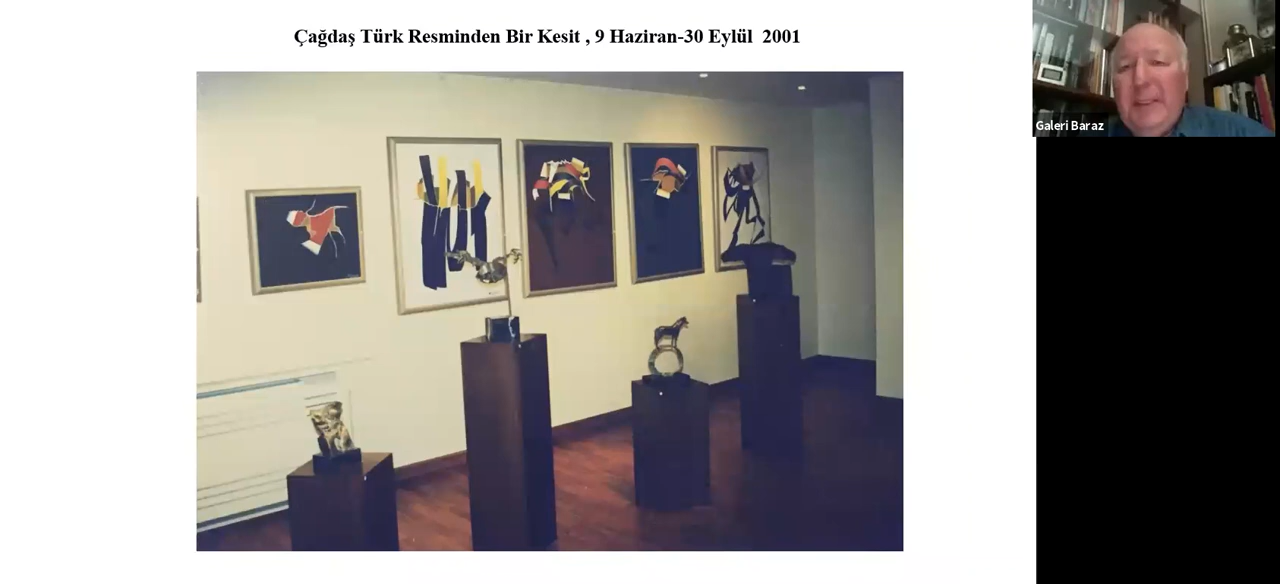 Çağdaş Türk Resminden Bir Kesit , 9 Haziran-30 Eylül  2001
Galeri Baraz